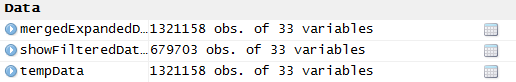 Data
mergedExpandedD… 1321158 obs. of 33 variables
showFilteredDat… 679703 obs. of 33 variables
tempData 1321158 obs. of 33 variables